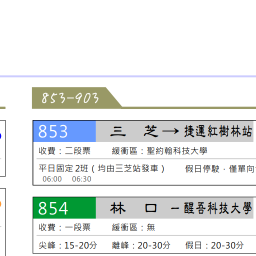 853-903
853 三 芝→捷運紅樹林站
收費：二段票 緩衝區：聖約翰科技大學
平日固定 2班（均由三芝站發車） 假日停駛，僅單向
06:00 06:30
854 林 口－醒吾科技大學
收費：一段票 緩衝區：無
尖峰：15-20分 離峰：20-30分 假日：20-30分